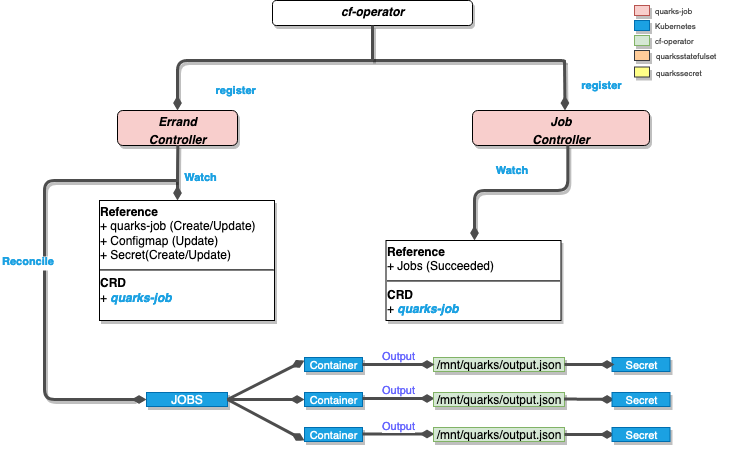 cf-operator
quarks-job
Kubernetes
cf-operator
quarksstatefulset
quarkssecret
register
register
Errand
Controller
Job
Controller
Watch
Watch
Reference
+ quarks-job (Create/Update)
+ Configmap (Update)
+ Secret(Create/Update)
CRD
+ quarks-job
Reference
+ Jobs (Succeeded)
CRD
+ quarks-job
Reconcile
JOBS
Container
Output
/mnt/quarks/output.json
Secret
Container
Output
/mnt/quarks/output.json
Secret
Container
Output
/mnt/quarks/output.json
Secret